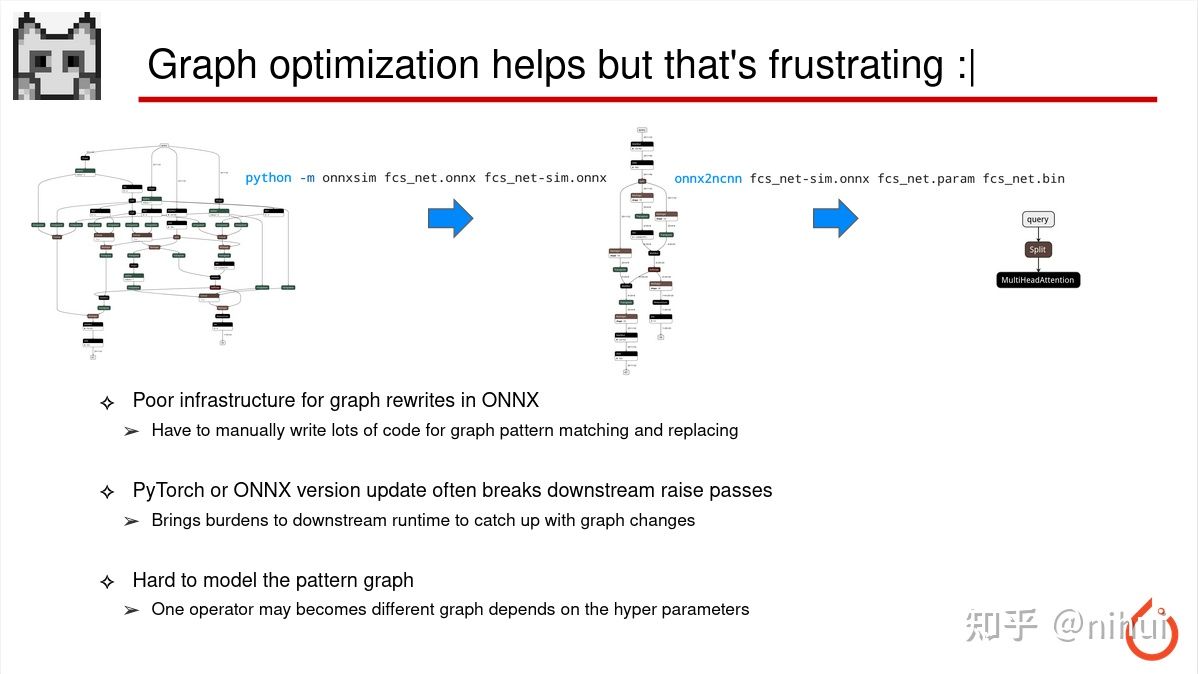 Graph optimization helps but that's frustrating :|
python -m onnxsim fcs_net.onnx fcs_net-sim.onnx
onnx2ncnn fcs_net-sim.onnx fcs_net.param fcs_net.bin
query
Split
MultiHeadAttention
✧ Poor infrastructure for graph rewrites in ONNX
➢ Have to manually write lots of code for graph pattern matching and replacing
✧ PyTorch or ONNX version update often breaks downstream raise passes
➢ Brings burdens to downstream runtime to catch up with graph changes
✧ Hard to model the pattern graph
➢ One operator may becomes different graph depends on the hyper parameters
知乎 @nihui